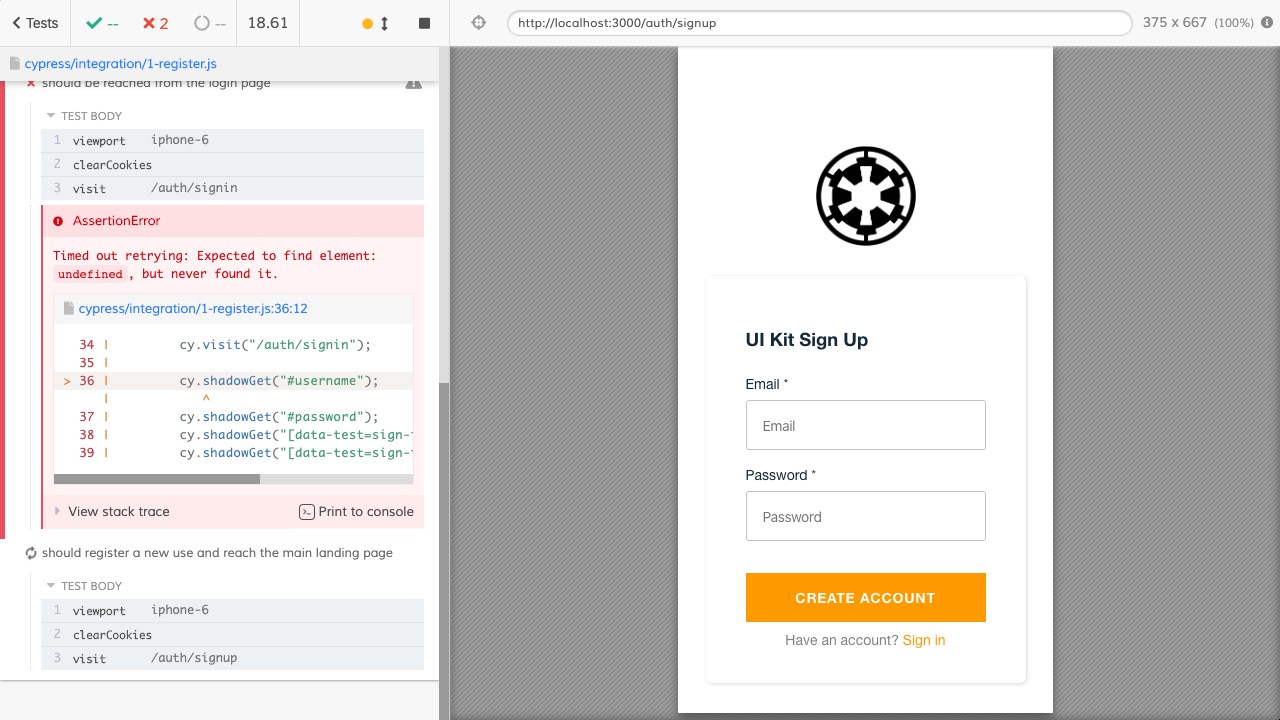 Tests
--
2
--
18.61
http://localhost:3000/auth/signup
375 x 667 (100%)
cypress/integration/1-register.js
should be reached from the login page
TEST BODY
1 viewport iphone-6
2 clearCookies
3 visit /auth/signin
AssertionError
Timed out retrying: Expected to find element:
undefined, but never found it.
cypress/integration/1-register.js:36:12
34 | cy.visit("/auth/signin");
35 |
> 36 | cy.shadowGet("#username");
| ^
37 | cy.shadowGet("#password");
38 | cy.shadowGet("[data-test=sign-
39 | cy.shadowGet("[data-test=sign-
View stack trace
Print to console
should register a new use and reach the main landing page
TEST BODY
1 viewport iphone-6
2 clearCookies
3 visit /auth/signup
UI Kit Sign Up
Email *
Email
Password *
Password
CREATE ACCOUNT
Have an account? Sign in